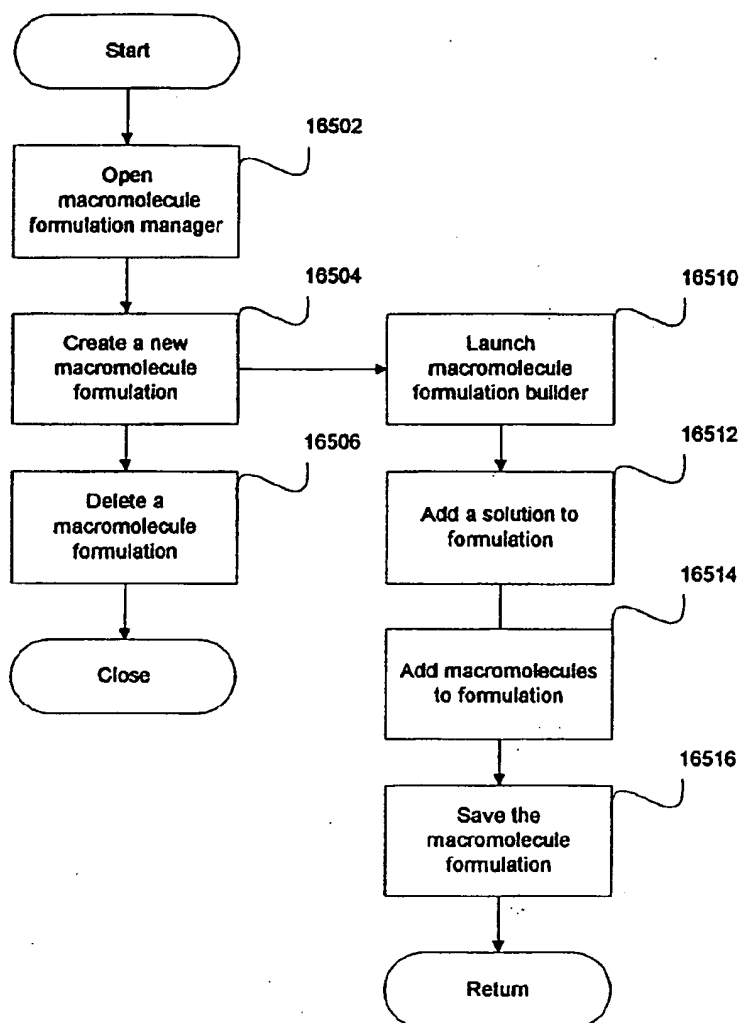 Start
16502
Open
macromolecule
formulation manager
16504
Create a new
macromolecule
formulation
16506
Delete a
macromolecule
formulation
Close
16510
Launch
macromolecule
formulation builder
16512
Add a solution to
formulation
16514
Add macromolecules
to formulation
16516
Save the
macromolecule
formulation
Return